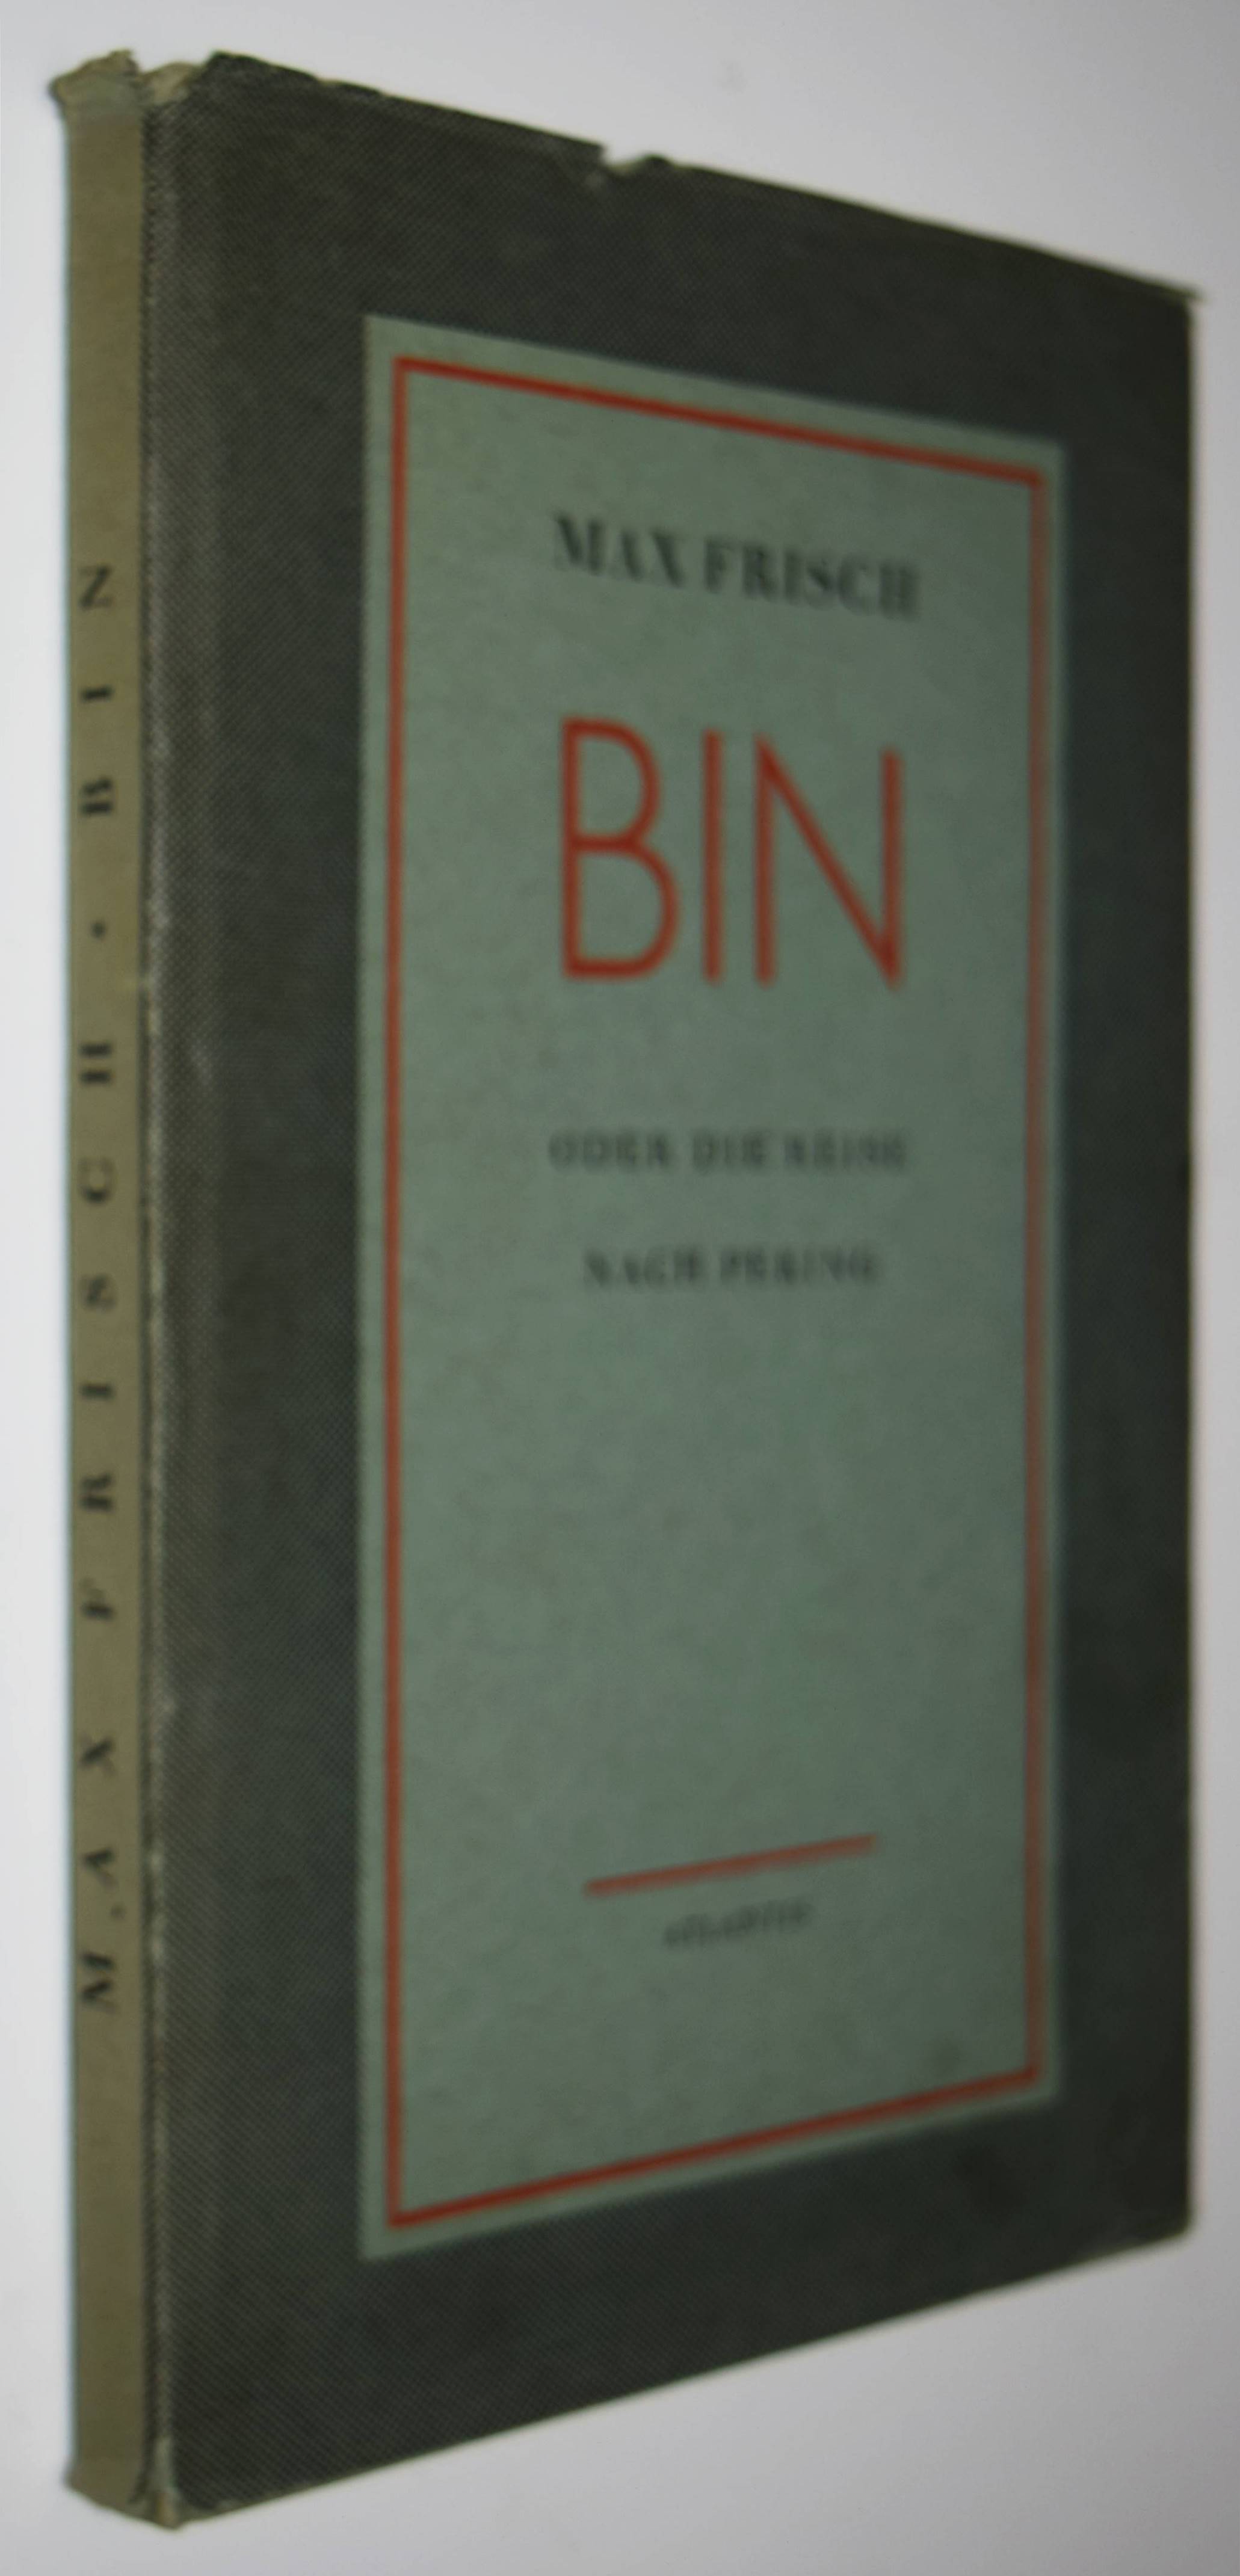 MAX FRISCH · BIN
MAX FRISCH
BIN
ODER DIE REISE
NACH PEKING
ATLANTIS